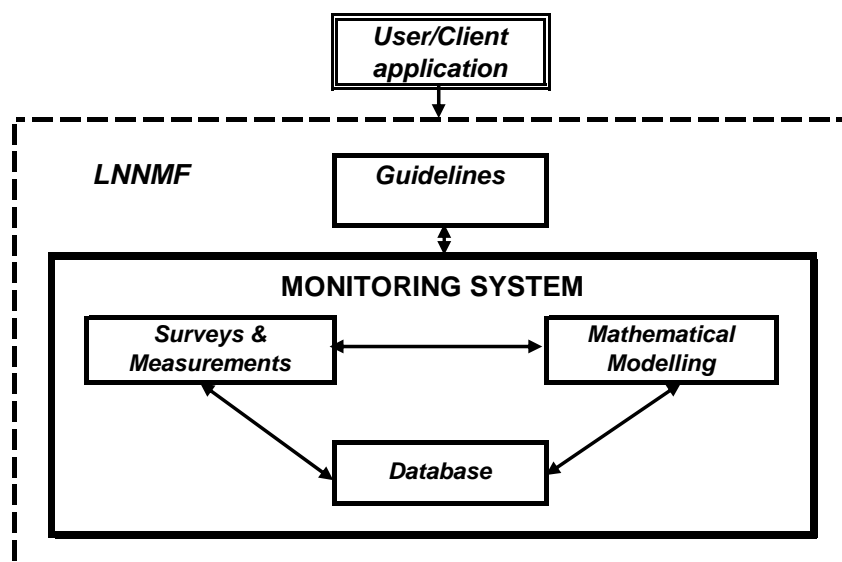 User/Client
application
LNNMF
Guidelines
MONITORING SYSTEM
Surveys &
Measurements
Mathematical
Modelling
Database